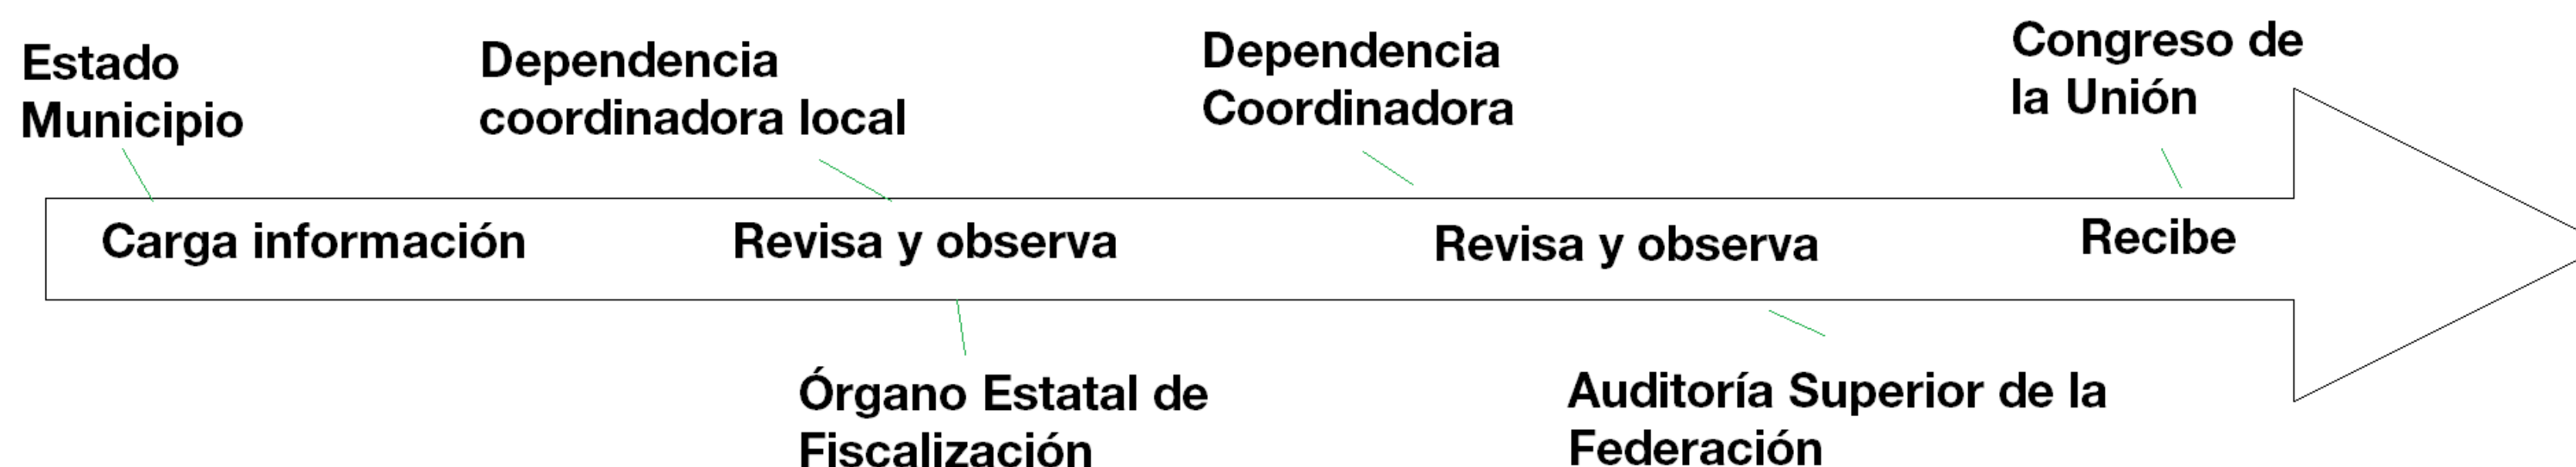 Estado
Municipio
Dependencia
coordinadora local
Dependencia
Coordinadora
Congreso de
la Unión
Carga información
Revisa y observa
Revisa y observa
Recibe
Órgano Estatal de
Fiscalización
Auditoría Superior de la
Federación